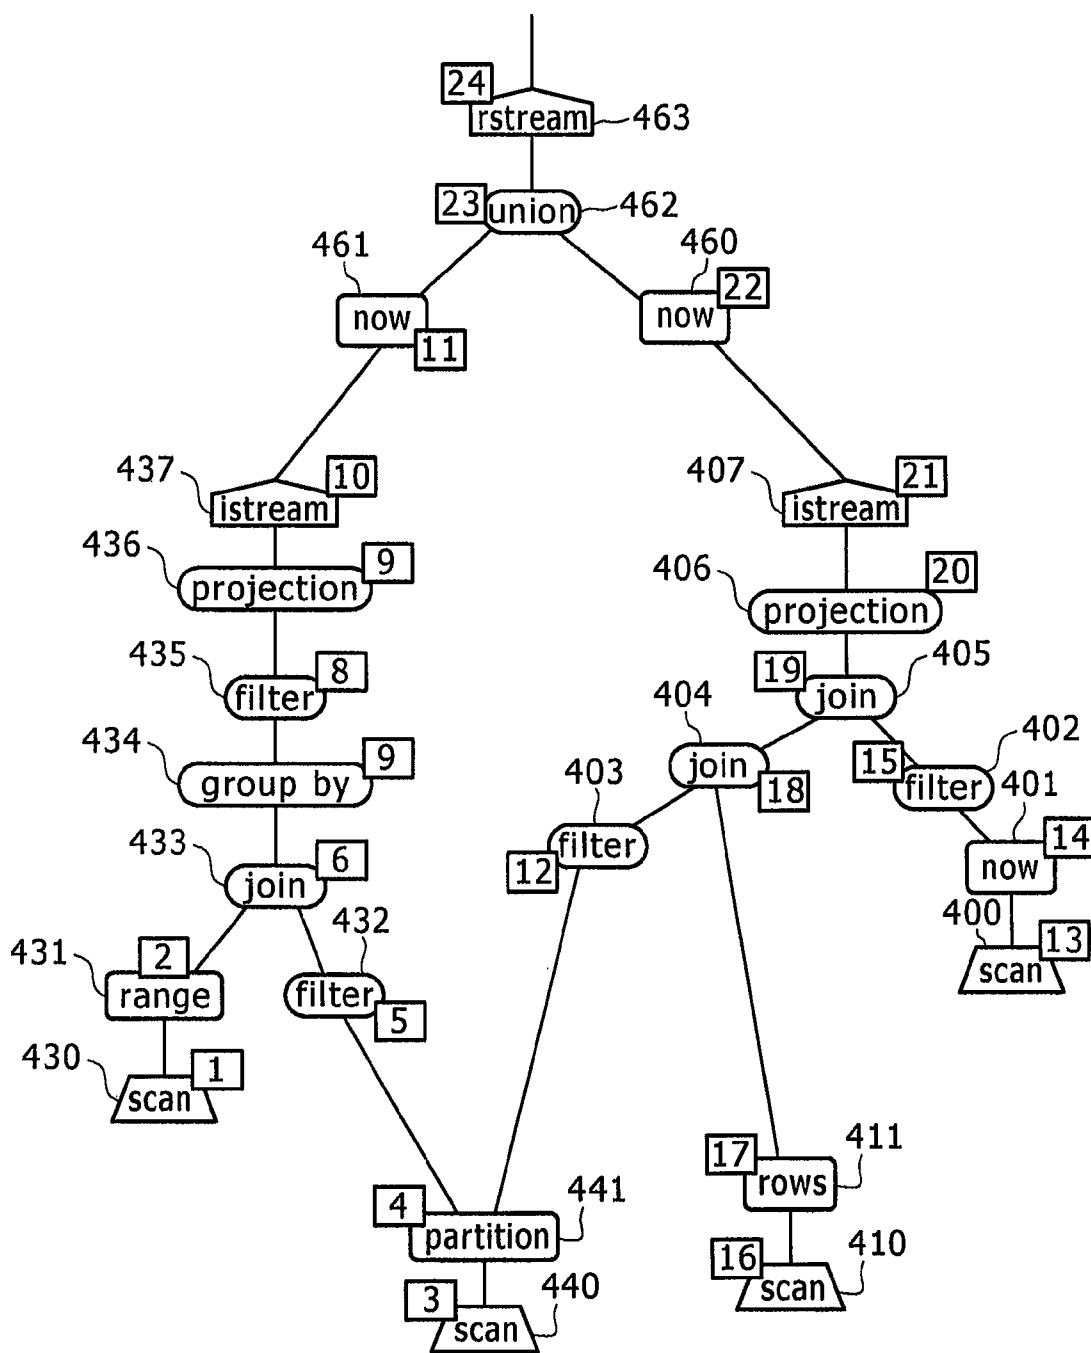 24
rstream
463
23
union
462
461
460
now
11
now
22
437
istream
10
407
istream
21
436
projection
9
406
projection
20
435
filter
8
19
join
405
404
434
group by
9
join
18
402
15
filter
403
12
filter
401
now
14
433
join
6
400
scan
13
432
431
2
range
filter
5
430
scan
1
17
rows
411
4
partition
441
16
scan
410
3
scan
440